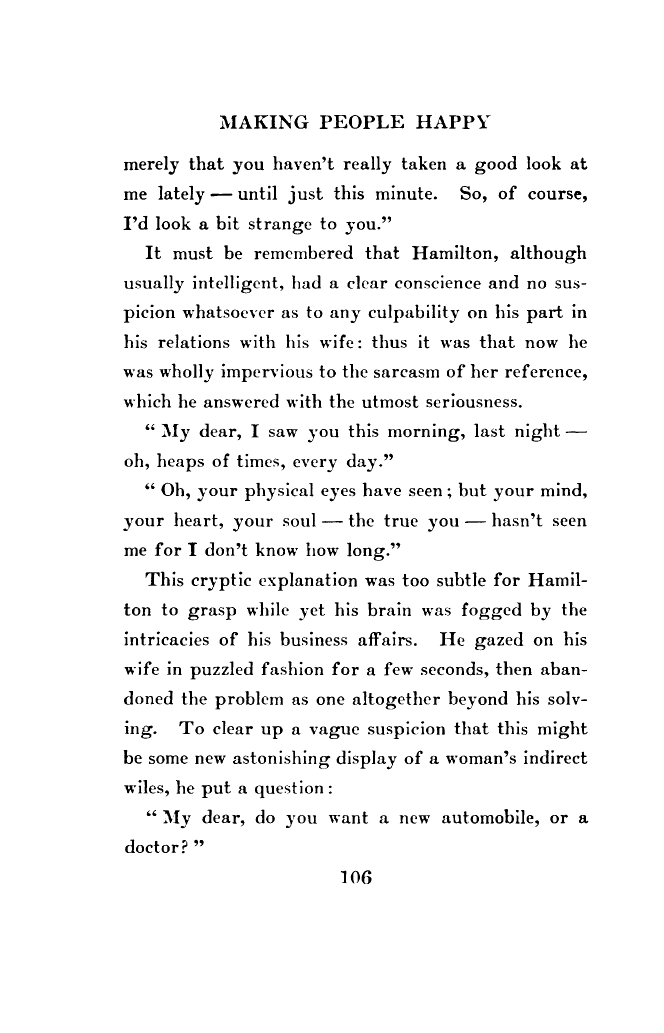 MAKING PEOPLE HAPPY
merely that you haven't really taken a good look at
me lately — until just this minute. So, of course,
I'd look a bit strange to you."
It must be remembered that Hamilton, although
usually intelligent, had a clear conscience and no sus-
picion whatsoever as to any culpability on his part in
his relations with his wife: thus it was that now he
was wholly impervious to the sarcasm of her reference,
which he answered with the utmost seriousness.
" My dear, I saw you this morning, last night —
oh, heaps of times, every day."
" Oh, your physical eyes have seen; but your mind,
your heart, your soul — the true you — hasn't seen
me for I don't know how long."
This cryptic explanation was too subtle for Hamil-
ton to grasp while yet his brain was fogged by the
intricacies of his business affairs. He gazed on his
wife in puzzled fashion for a few seconds, then aban-
doned the problem as one altogether beyond his solv-
ing. To clear up a vague suspicion that this might
be some new astonishing display of a woman's indirect
wiles, he put a question:
" My dear, do you want a new automobile, or a
doctor? "
106